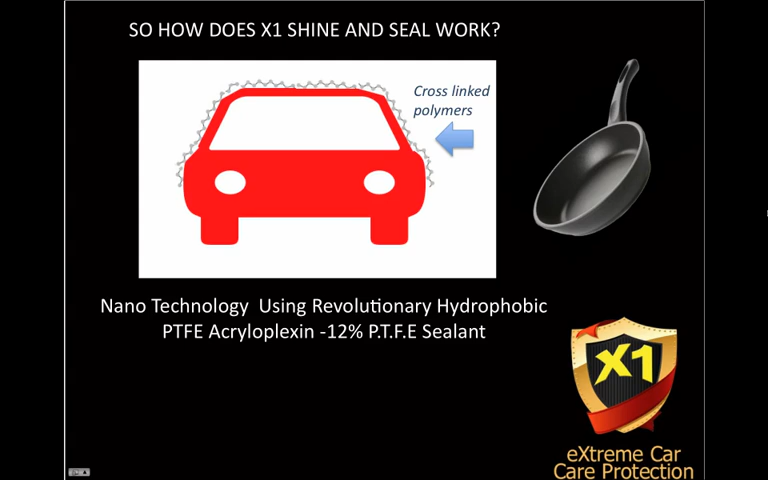 SO HOW DOES X1 SHINE AND SEAL WORK?
Cross linked
polymers
Nano Technology Using Revolutionary Hydrophobic
PTFE Acryloplexin -12% P.T.F.E Sealant
X1
eXtreme Car
Care Protection